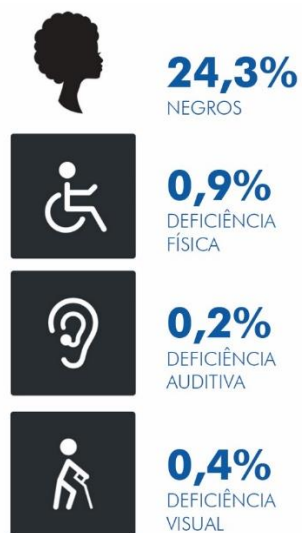 24,3%
NEGROS
0,9%
DEFICIÊNCIA
FÍSICA
0,2%
DEFICIÊNCIA
AUDITIVA
0,4%
DEFICIÊNCIA
VISUAL